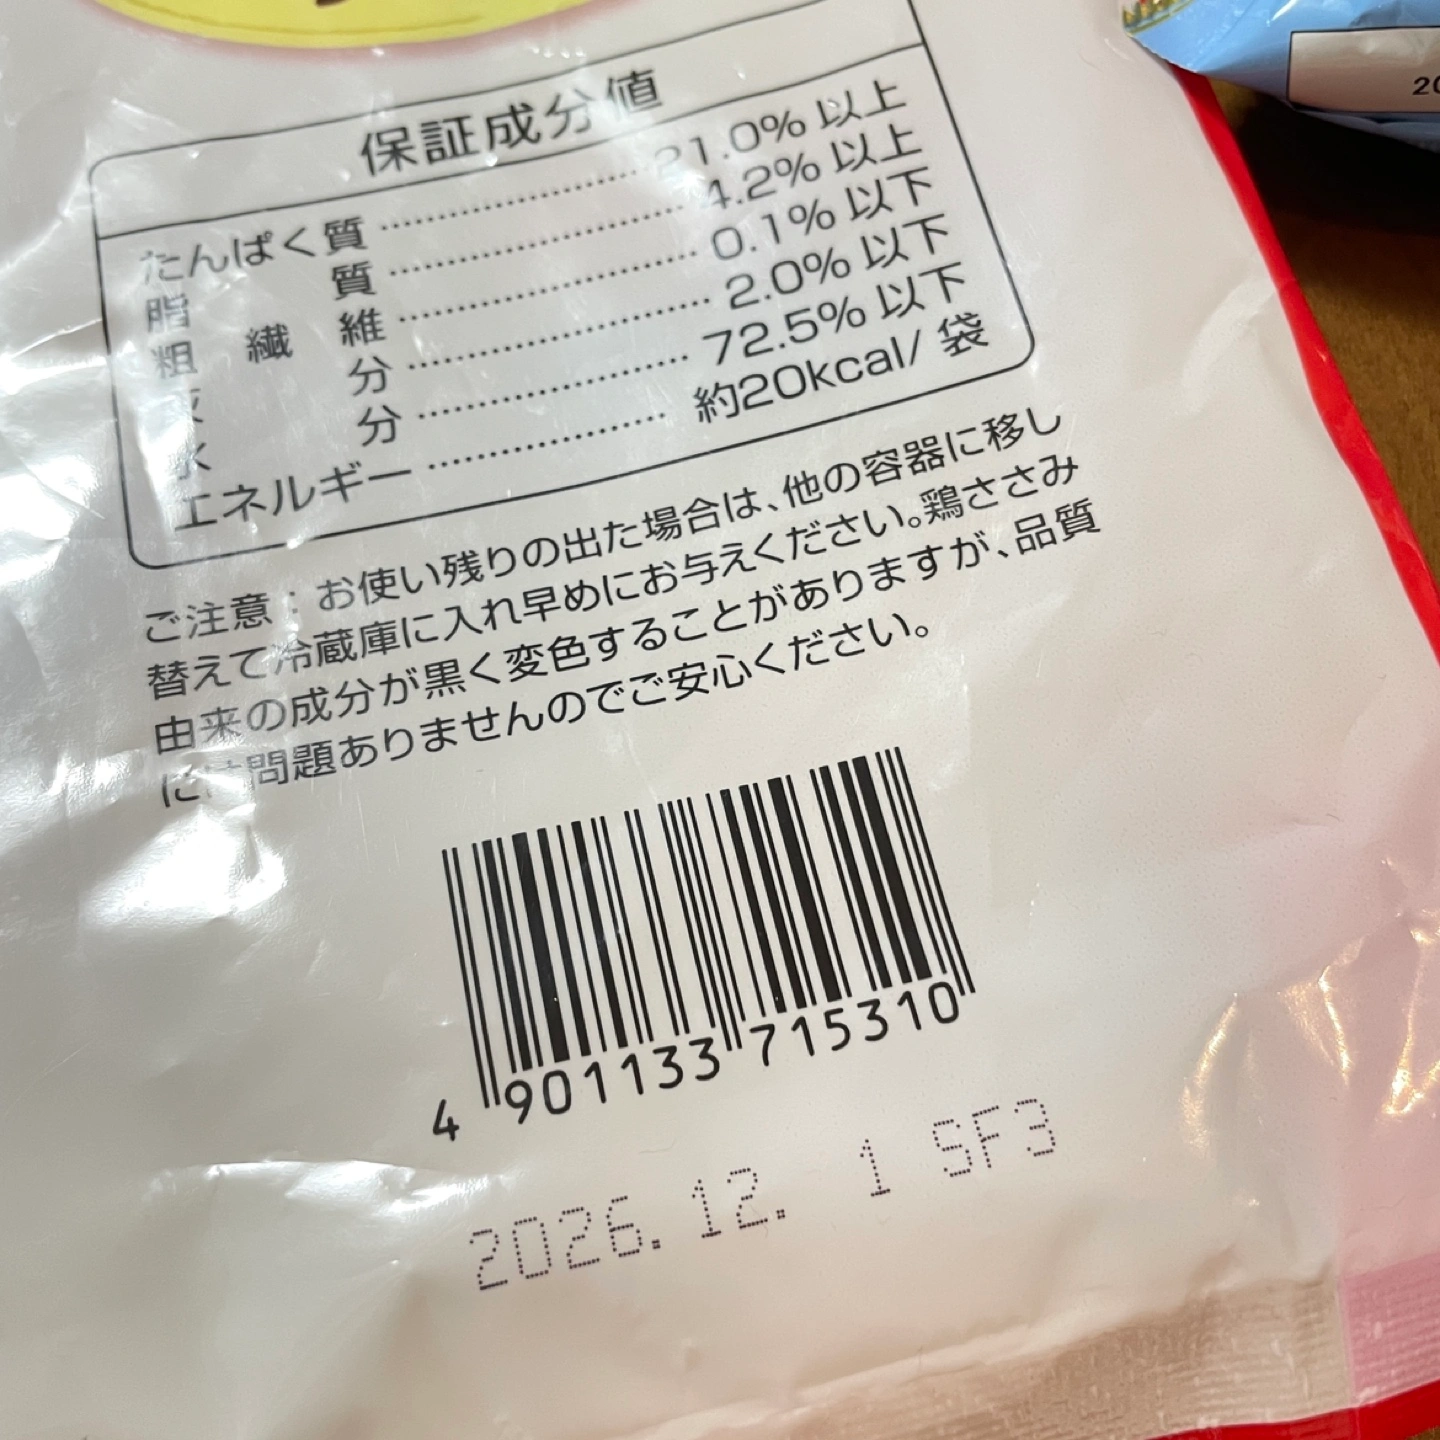 保証成分値
たんぱく質 21.0% 以上
脂 質 4.2% 以上
粗 繊 維 0.1% 以下
灰 分 2.0% 以下
水 分 72.5% 以下
エネルギー 約20kcal/ 袋
ご注意：お使い残りの出た場合は、他の容器に移し
替えて冷蔵庫に入れ早めにお与えください。鶏ささみ
由来の成分が黒く変色することがありますが、品質
には問題ありませんのでご安心ください。
4 901133 715310
2026.12. 1 SF3